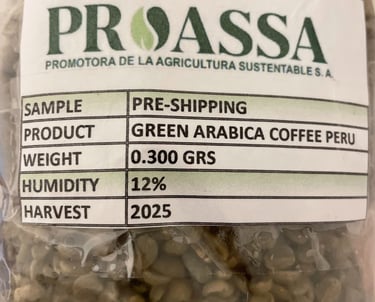 PROASSA
PROMOTORA DE LA AGRICULTURA SUSTENTABLE S.A.
SAMPLE PRE-SHIPPING
PRODUCT GREEN ARABICA COFFEE PERU
WEIGHT 0.300 GRS
HUMIDITY 12%
HARVEST 2025